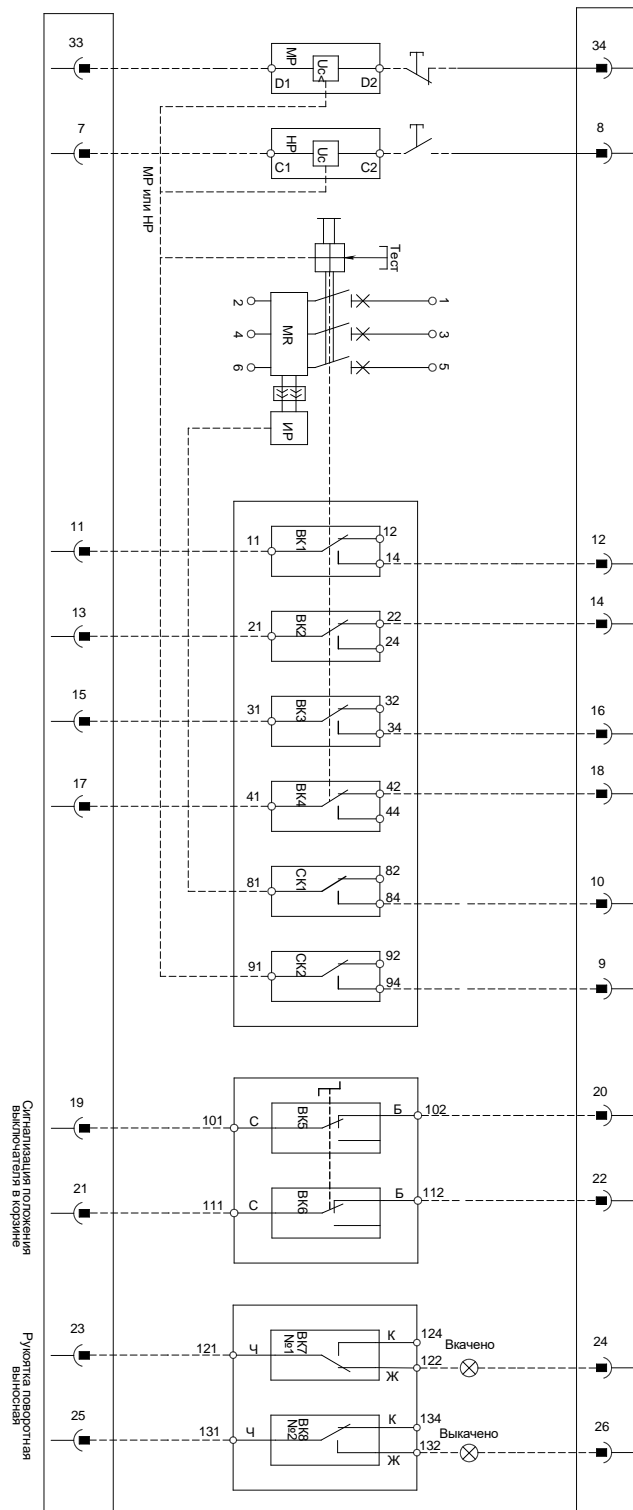 33
34
МР
Uc<
D1
D2
7
8
НР
Uc
C1
C2
МР или НР
Тест
2
1
4
MR
3
6
5
ИР
11
12
11
ВК1
12
14
13
14
21
ВК2
22
24
15
16
31
ВК3
32
34
17
18
41
ВК4
42
44
10
81
СК1
82
84
9
91
СК2
92
94
Сигнализация положения
выключателя в корзине
19
20
101
С
ВК5
Б
102
21
22
111
С
ВК6
Б
112
Рукоятка поворотная
выносная
23
24
121
Ч
ВК7
№1
К
124
Ж
122
Вкачено
25
26
131
Ч
ВК8
№2
К
134
Ж
132
Выкачено